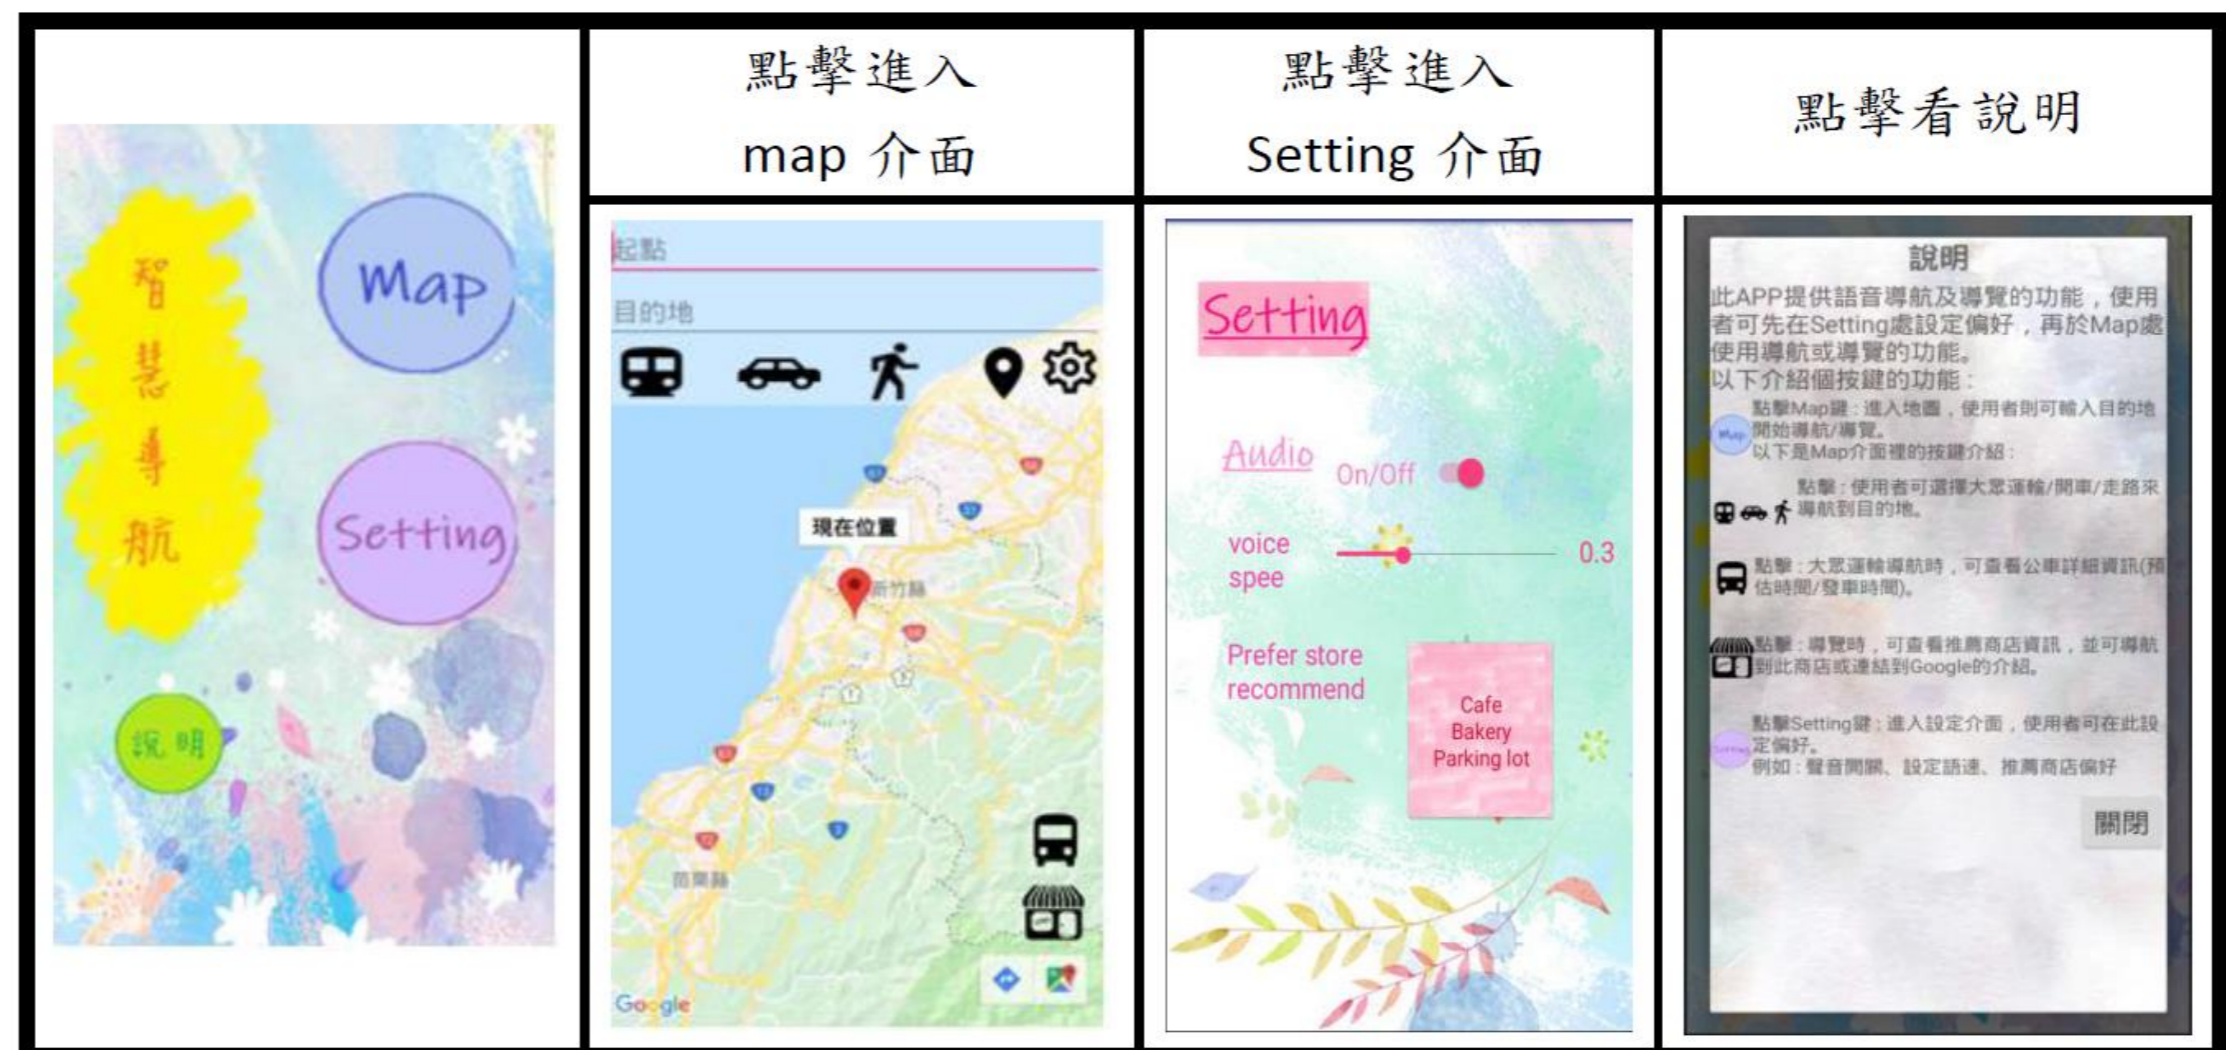 智
慧
導
航
Map
Setting
說明
點擊進入
map 介面
起點
目的地
現在位置
新竹縣
苗栗縣
Google
點擊進入
Setting 介面
Setting
Audio
On/Off
voice
spee
0.3
Prefer store
recommend
Cafe
Bakery
Parking lot
點擊看說明
說明
此APP提供語音導航及導覽的功能，使用
者可先在Setting處設定偏好，再於Map處
使用導航或導覽的功能。
以下介紹個按鍵的功能：
點擊Map鍵：進入地圖，使用者則可輸入目的地
Map
開始導航/導覽。
以下是Map介面裡的按鍵介紹：
點擊：使用者可選擇大眾運輸/開車/走路來
導航到目的地。
點擊：大眾運輸導航時，可查看公車詳細資訊(預
估時間/發車時間)。
點擊：導覽時，可查看推薦商店資訊，並可導航
到此商店或連結到Google的介紹。
點擊Setting鍵：進入設定介面，使用者可在此設
Setting
定偏好。
例如：聲音開關、設定語速、推薦商店偏好
關閉